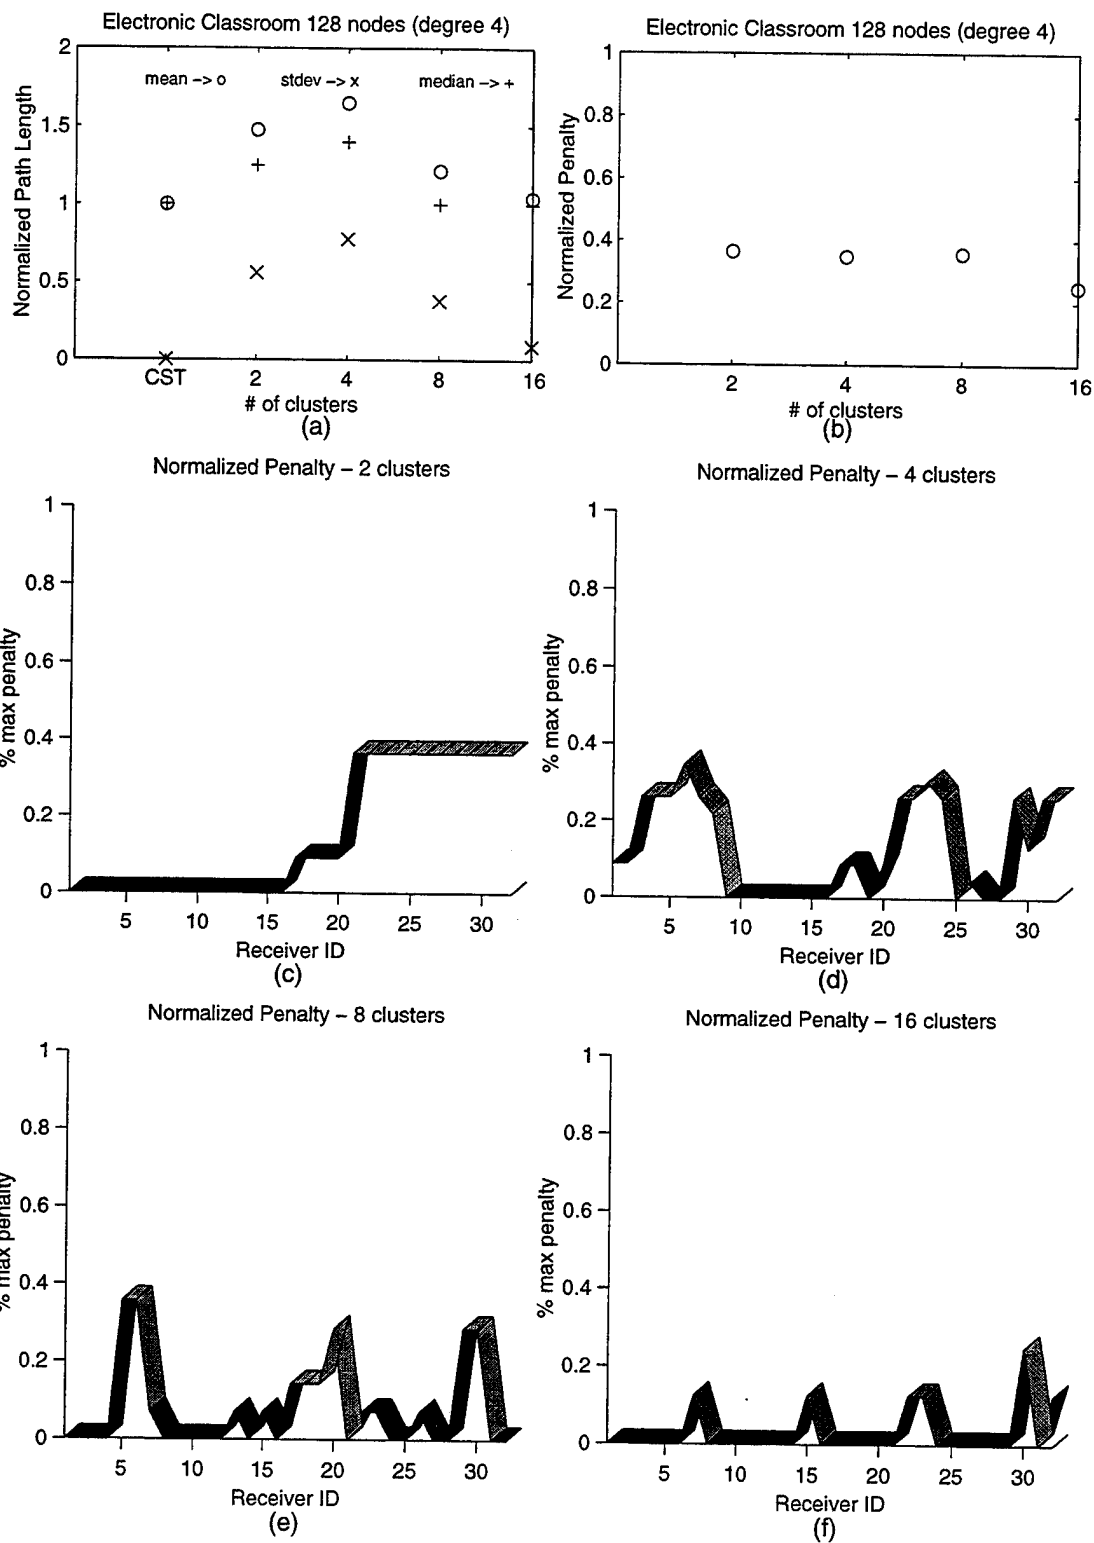 Electronic Classroom 128 nodes (degree 4)
2
1.5
1
0.5
0
Normalized Path Length
mean –> o
stdev –> x
median –> +
CST
2
4
8
16
# of clusters
(a)
Electronic Classroom 128 nodes (degree 4)
1
0.8
0.6
0.4
0.2
0
Normalized Penalty
2
4
8
16
# of clusters
(b)
Normalized Penalty – 2 clusters
1
0.8
0.6
0.4
0.2
0
% max penalty
5
10
15
20
25
30
Receiver ID
(c)
Normalized Penalty – 4 clusters
1
0.8
0.6
0.4
0.2
0
% max penalty
5
10
15
20
25
30
Receiver ID
(d)
Normalized Penalty – 8 clusters
1
0.8
0.6
0.4
0.2
0
% max penalty
5
10
15
20
25
30
Receiver ID
(e)
Normalized Penalty – 16 clusters
1
0.8
0.6
0.4
0.2
0
% max penalty
5
10
15
20
25
30
Receiver ID
(f)